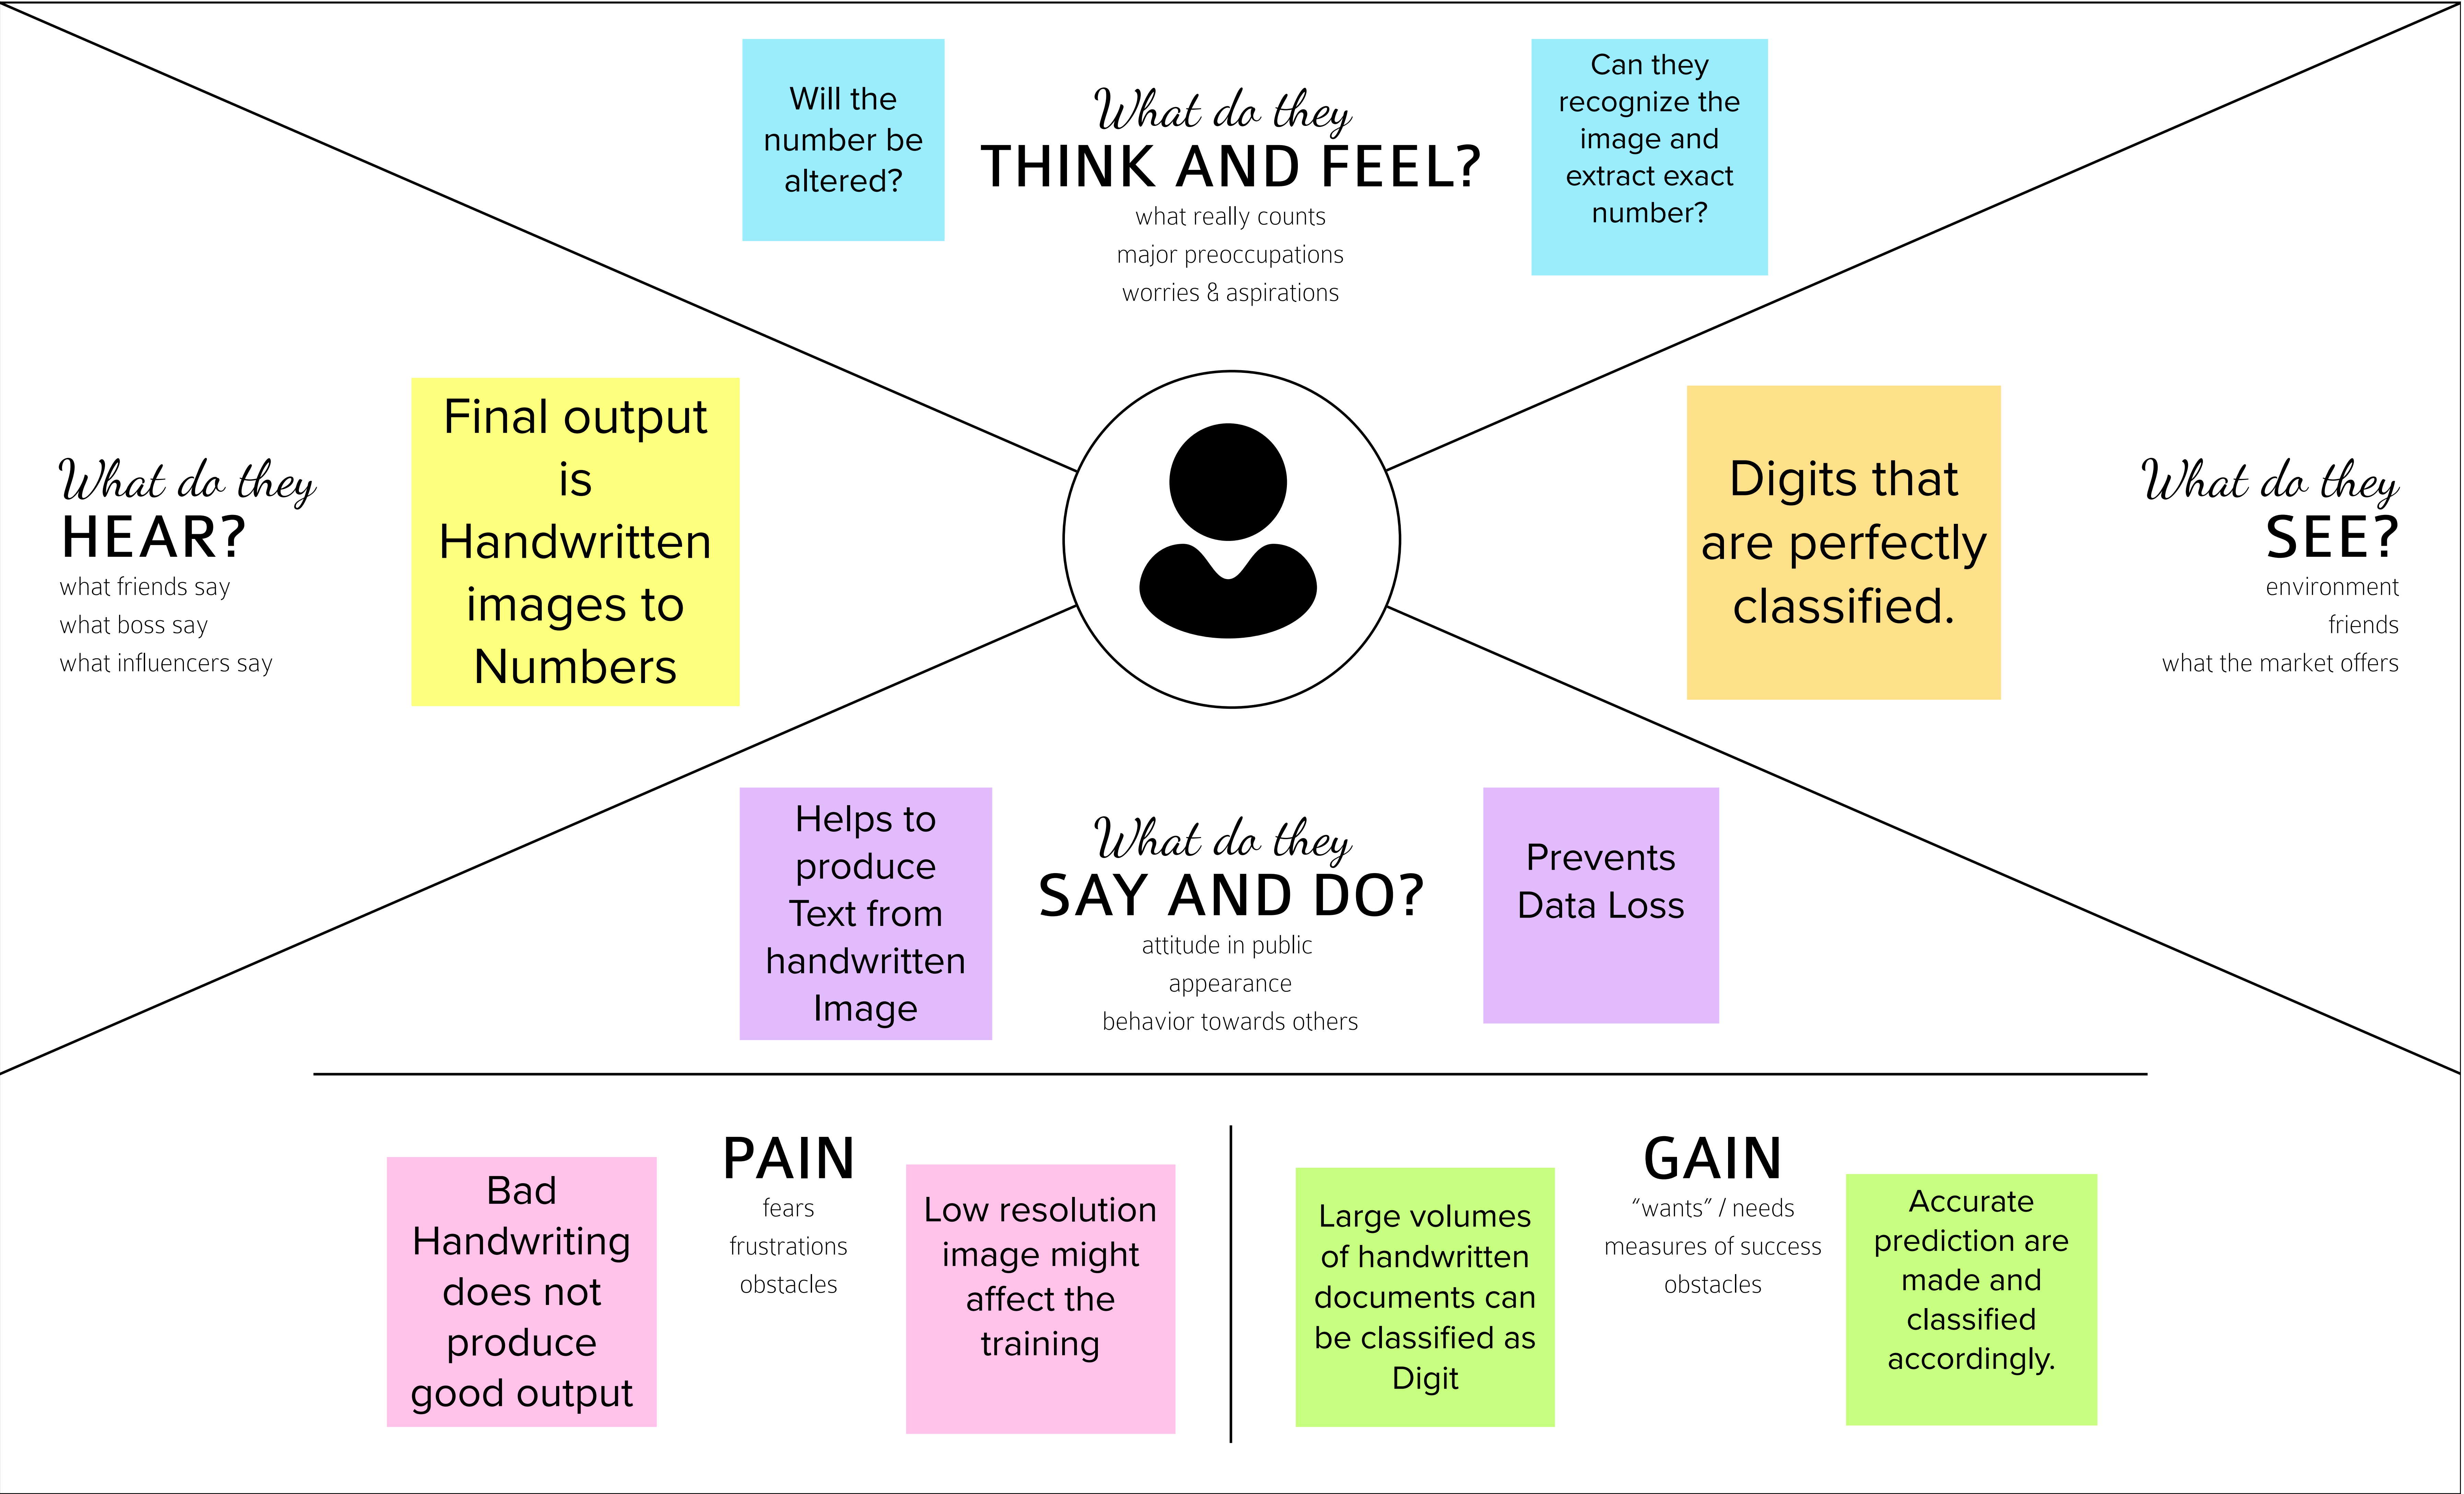 Will the
number be
altered?
What do they
THINK AND FEEL?
what really counts
major preoccupations
worries & aspirations
Can they
recognize the
image and
extract exact
number?
What do they
HEAR?
what friends say
what boss say
what influencers say
Final output
is
Handwritten
images to
Numbers
Digits that
are perfectly
classified.
What do they
SEE?
environment
friends
what the market offers
Helps to
produce
Text from
handwritten
Image
What do they
SAY AND DO?
attitude in public
appearance
behavior towards others
Prevents
Data Loss
Bad
Handwriting
does not
produce
good output
PAIN
fears
frustrations
obstacles
Low resolution
image might
affect the
training
Large volumes
of handwritten
documents can
be classified as
Digit
GAIN
“wants” / needs
measures of success
obstacles
Accurate
prediction are
made and
classified
accordingly.